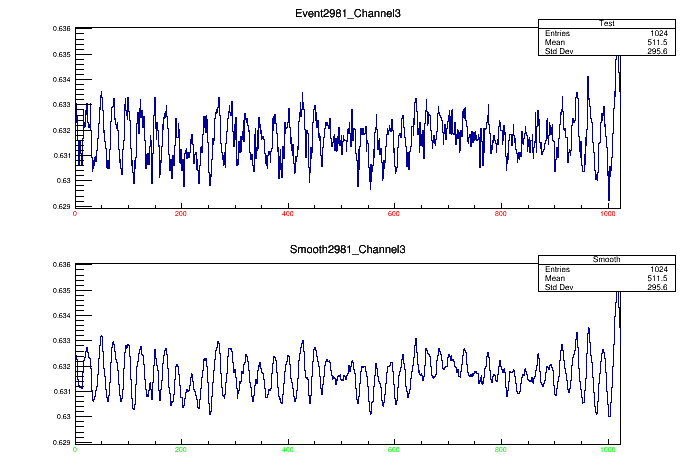 Event2981_Channel3
Test
Entries 1024
Mean 511.5
Std Dev 295.6
0.636
0.635
0.634
0.633
0.632
0.631
0.63
0.629
0 200 400 600 800 1000
Smooth2981_Channel3
Smooth
Entries 1024
Mean 511.5
Std Dev 295.6
0.636
0.635
0.634
0.633
0.632
0.631
0.63
0.629
0 200 400 600 800 1000